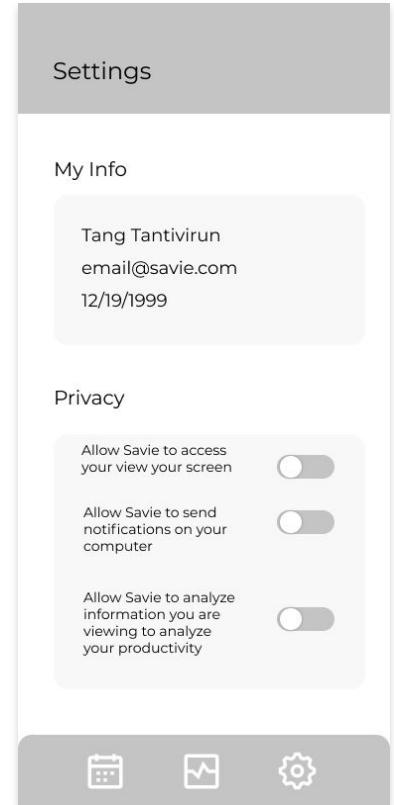 Settings
My Info
Tang Tantivirun
email@savie.com
12/19/1999
Privacy
Allow Savie to access
your view your screen
Allow Savie to send
notifications on your
computer
Allow Savie to analyze
information you are
viewing to analyze
your productivity